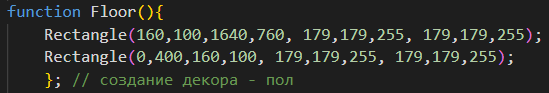 function Floor(){
Rectangle(160,100,1640,760, 179,179,255, 179,179,255);
Rectangle(0,400,160,100, 179,179,255, 179,179,255);
}; // создание декора - пол